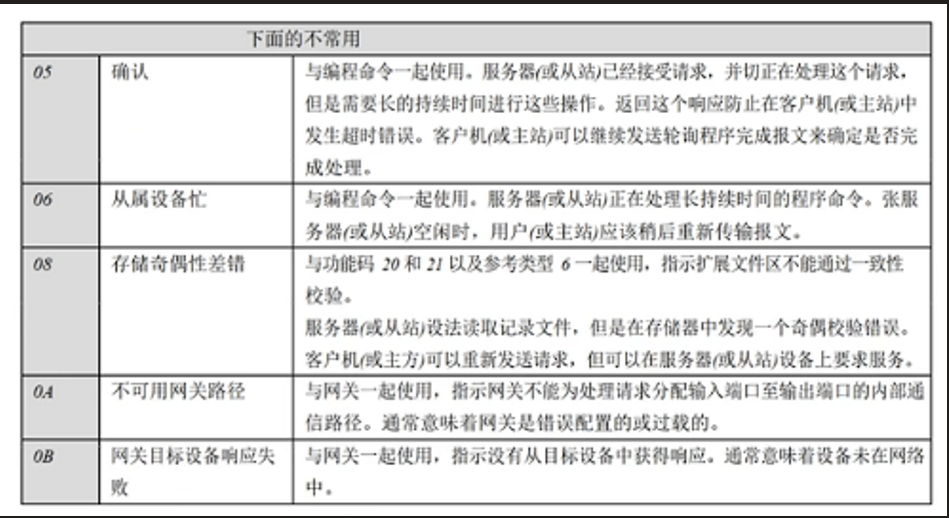 下面的不常用
05 确认 与编程命令一起使用。服务器(或从站)已经接受请求，并切正在处理这个请求，
但是需要长的持续时间进行这些操作。返回这个响应防止在客户机(或主站)中
发生超时错误。客户机(或主站)可以继续发送轮询程序完成报文来确定是否完
成处理。
06 从属设备忙 与编程命令一起使用。服务器(或从站)正在处理长持续时间的程序命令。张服
务器(或从站)空闲时，用户(或主站)应该稍后重新传输报文。
08 存储奇偶性差错 与功能码 20 和 21 以及参考类型 6 一起使用，指示扩展文件区不能通过一致性
校验。
服务器(或从站)设法读取记录文件，但是在存储器中发现一个奇偶校验错误。
客户机(或主方)可以重新发送请求，但可以在服务器(或从站)设备上要求服务。
0A 不可用网关路径 与网关一起使用，指示网关不能为处理请求分配输入端口至输出端口的内部通
信路径。通常意味着网关是错误配置的或过载的。
0B 网关目标设备响应失 与网关一起使用，指示没有从目标设备中获得响应。通常意味着设备未在网络
败 中。